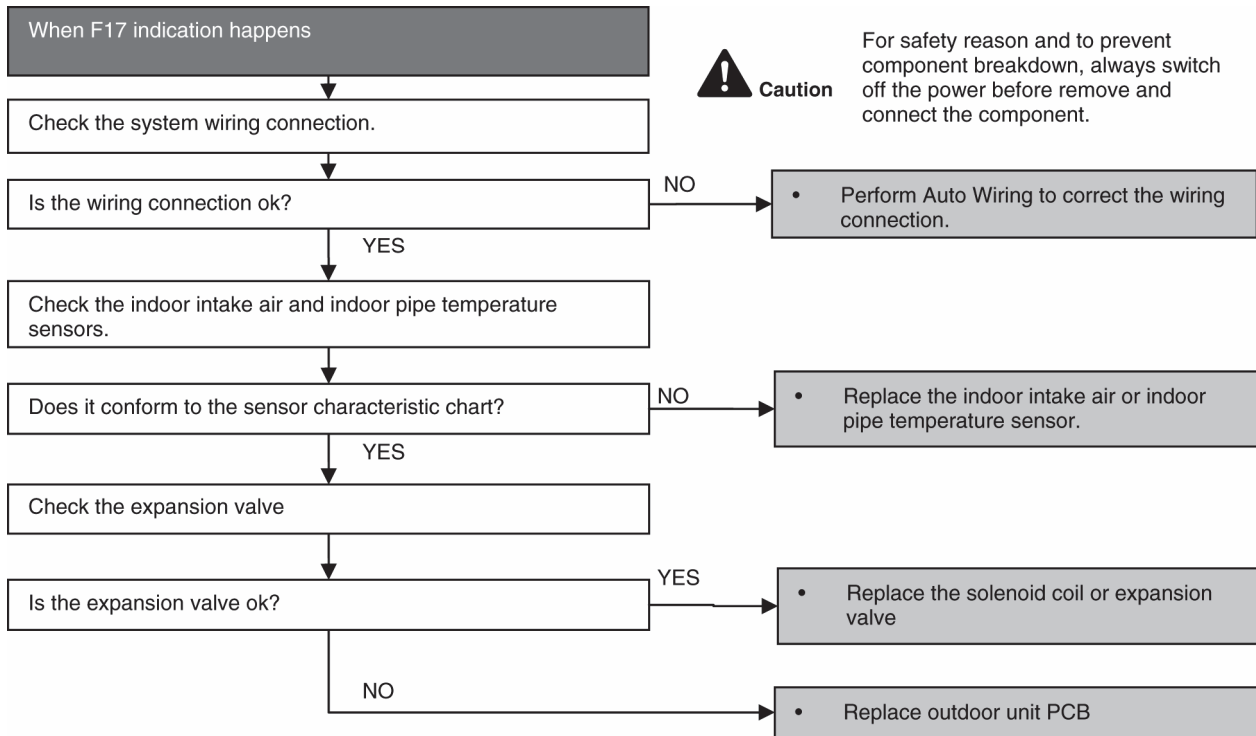 When F17 indication happens
Caution
For safety reason and to prevent
component breakdown, always switch
off the power before remove and
connect the component.
Check the system wiring connection.
Is the wiring connection ok?
NO
• Perform Auto Wiring to correct the wiring
connection.
YES
Check the indoor intake air and indoor pipe temperature
sensors.
Does it conform to the sensor characteristic chart?
NO
• Replace the indoor intake air or indoor
pipe temperature sensor.
YES
Check the expansion valve
Is the expansion valve ok?
YES
• Replace the solenoid coil or expansion
valve
NO
• Replace outdoor unit PCB